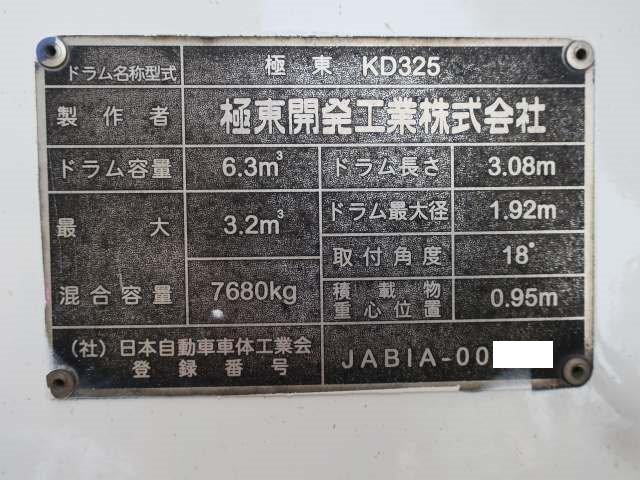 ドラム名称型式 極東 KD325
製作者 極東開発工業株式会社
ドラム容量 6.3m³ ドラム長さ 3.08m
最大 3.2m³ ドラム最大径 1.92m
取付角度 18°
混合容量 7680kg 積載物 0.95m
重心位置
(社)日本自動車車体工業会 JABIA-00
登録番号